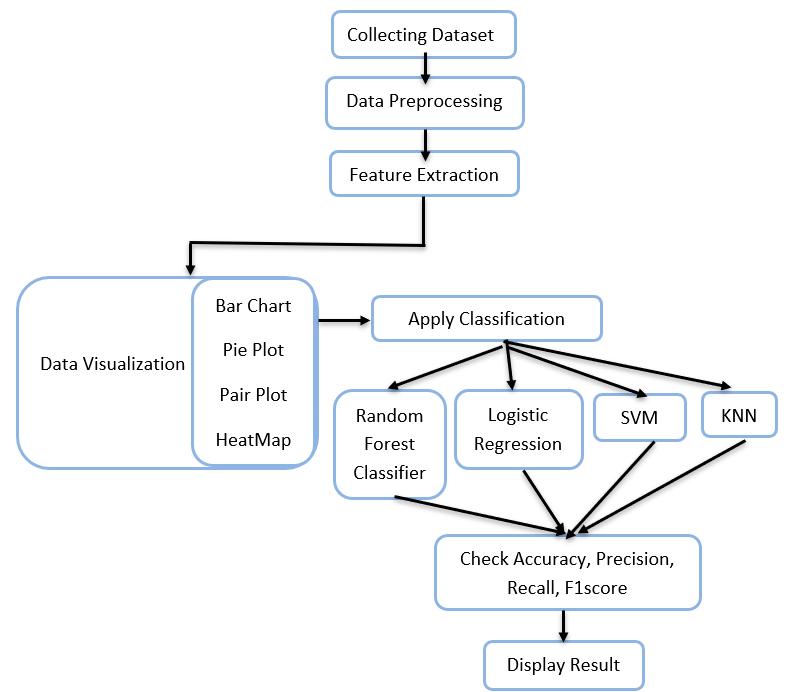 Collecting Dataset
Data Preprocessing
Feature Extraction
Data Visualization
Bar Chart
Pie Plot
Pair Plot
HeatMap
Apply Classification
Random
Forest
Classifier
Logistic
Regression
SVM
KNN
Check Accuracy, Precision,
Recall, F1score
Display Result